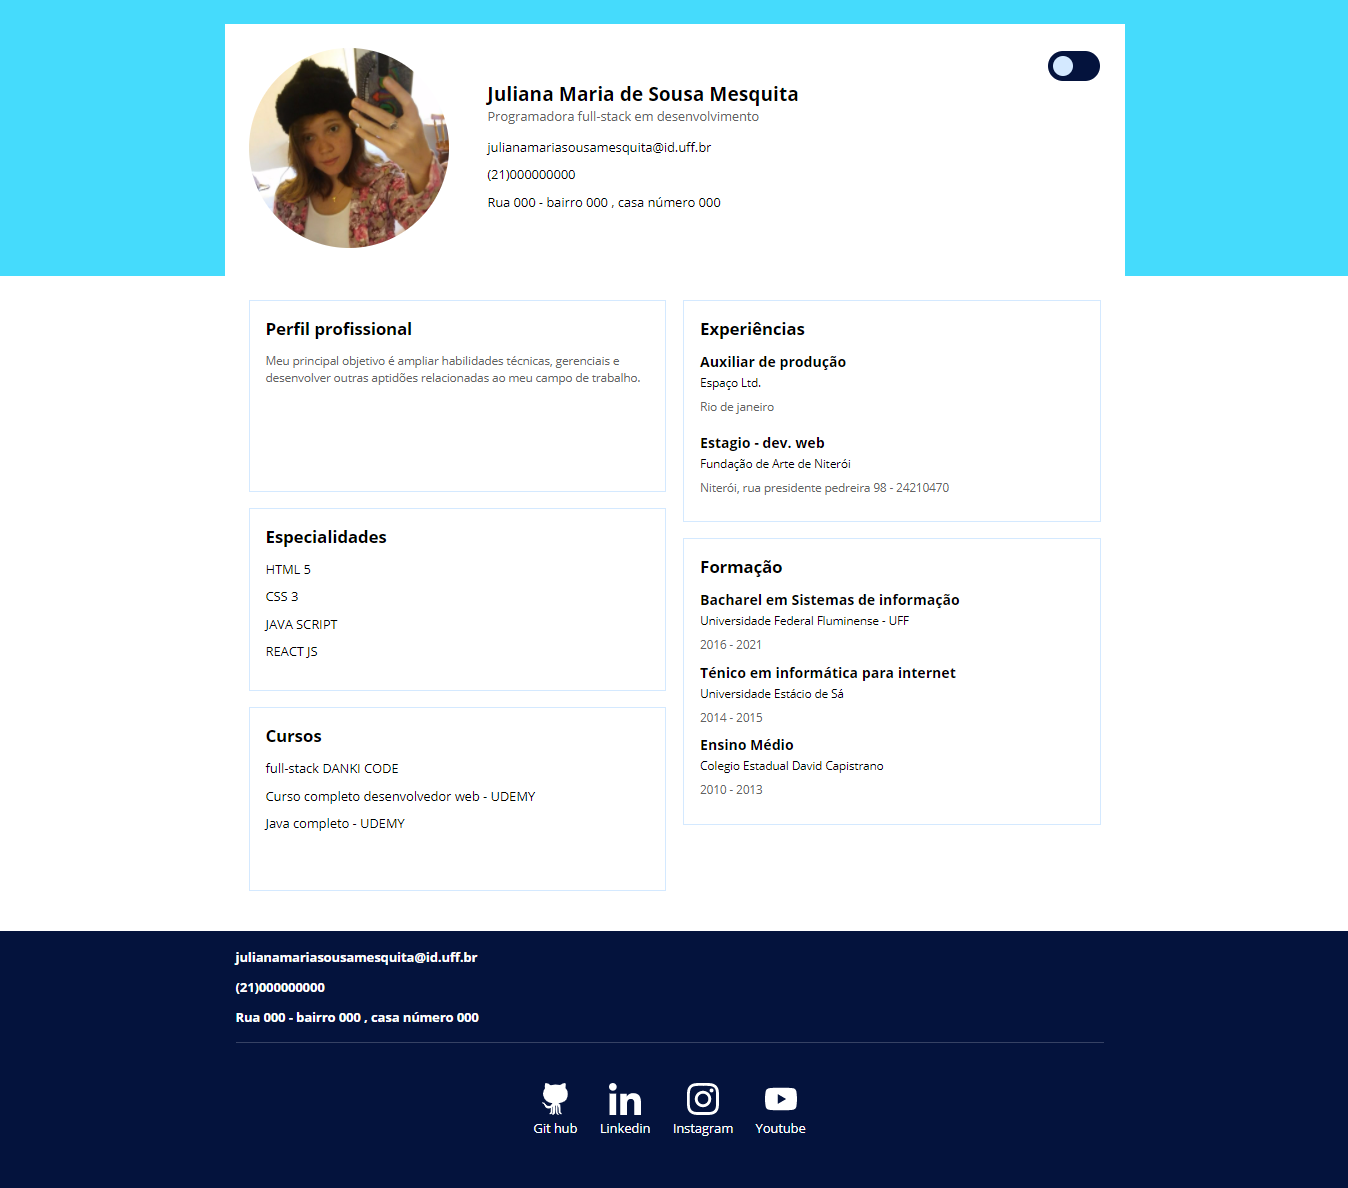 Juliana Maria de Sousa Mesquita
Programadora full-stack em desenvolvimento
julianamariasousamesquita@id.uff.br
(21)000000000
Rua 000 - bairro 000 , casa número 000
Perfil profissional
Meu principal objetivo é ampliar habilidades técnicas, gerenciais e
desenvolver outras aptidões relacionadas ao meu campo de trabalho.
Especialidades
HTML 5
CSS 3
JAVA SCRIPT
REACT JS
Cursos
full-stack DANKI CODE
Curso completo desenvolvedor web - UDEMY
Java completo - UDEMY
Experiências
Auxiliar de produção
Espaço Ltd.
Rio de janeiro
Estagio - dev. web
Fundação de Arte de Niterói
Niterói, rua presidente pedreira 98 - 24210470
Formação
Bacharel em Sistemas de informação
Universidade Federal Fluminense - UFF
2016 - 2021
Ténico em informática para internet
Universidade Estácio de Sá
2014 - 2015
Ensino Médio
Colegio Estadual David Capistrano
2010 - 2013
julianamariasousamesquita@id.uff.br
(21)000000000
Rua 000 - bairro 000 , casa número 000
Git hub
Linkedin
Instagram
Youtube